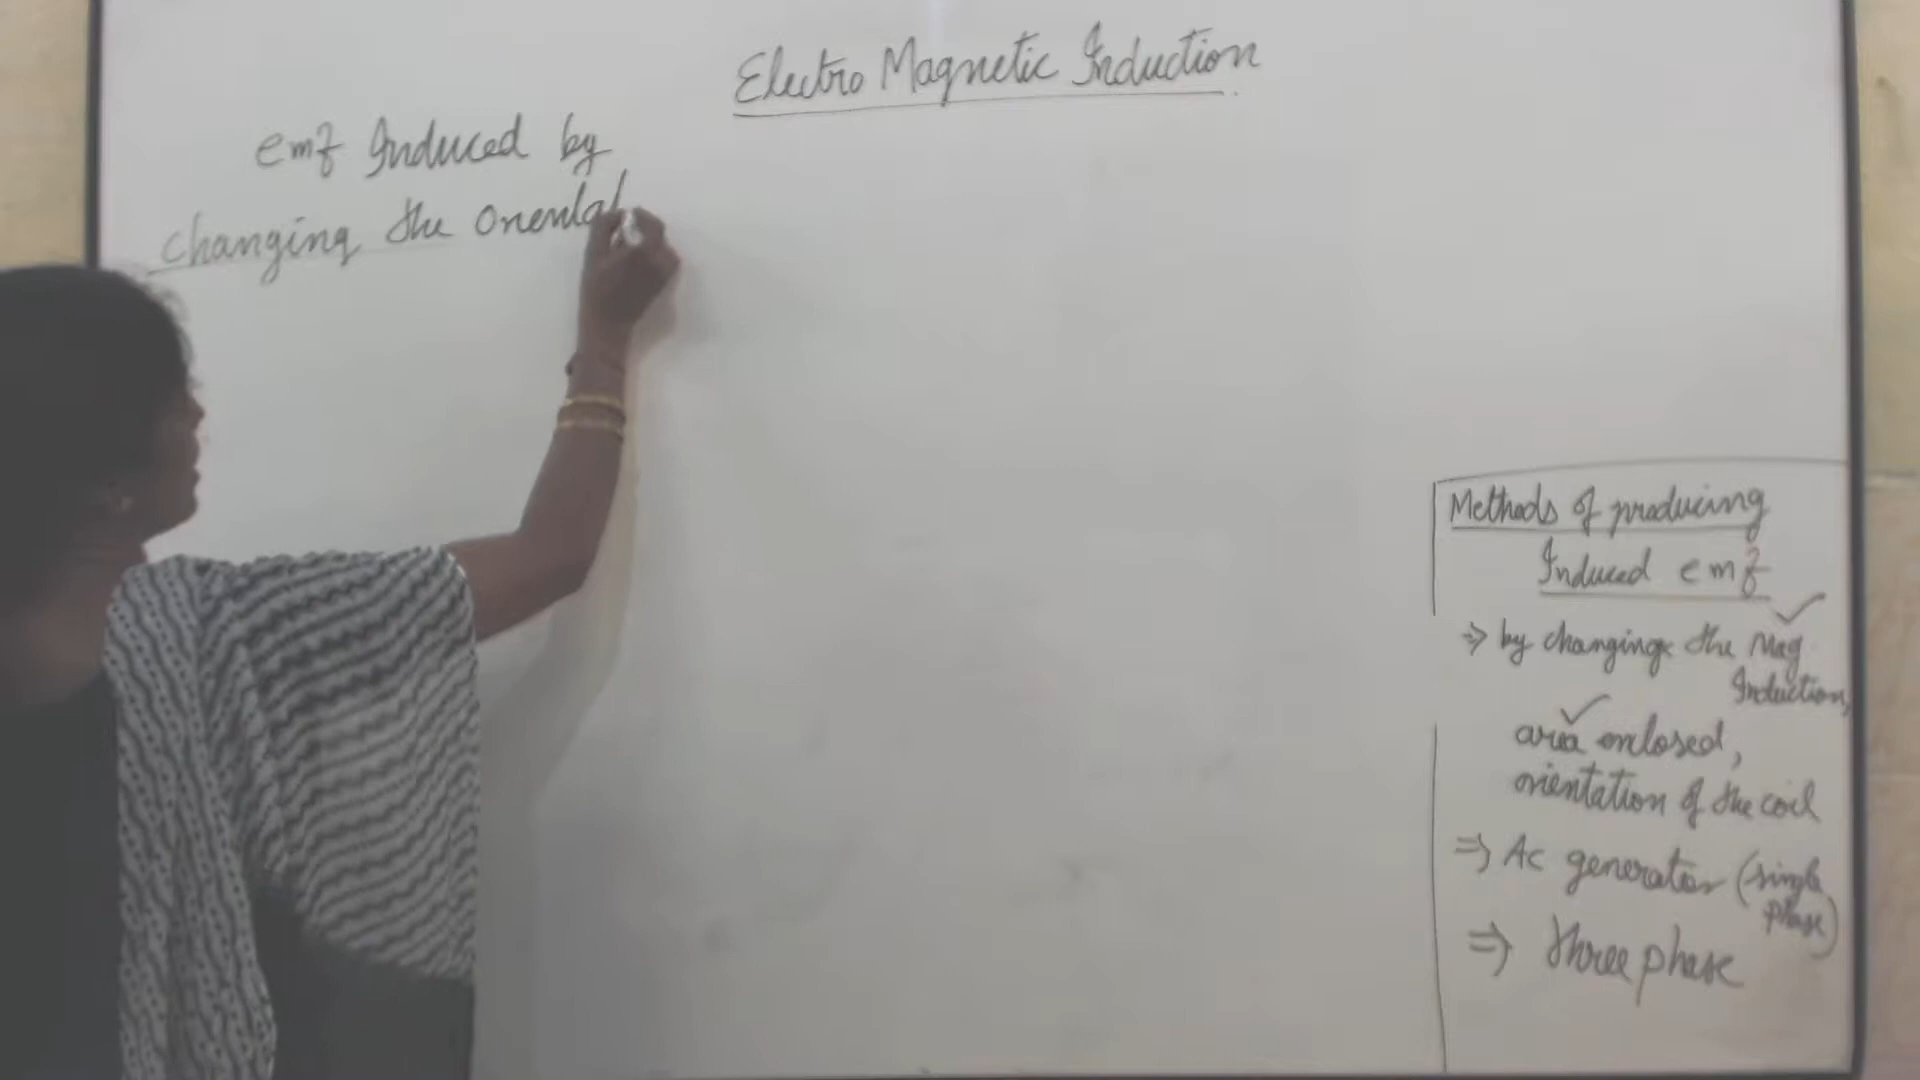 Electro Magnetic Induction
emf Induced by
changing the orientat
Methods of producing
Induced emf
⇒ by changing the Mag
Induction,
area enclosed,
orientation of the coil
⇒ AC generator (single
phase)
⇒ three phase